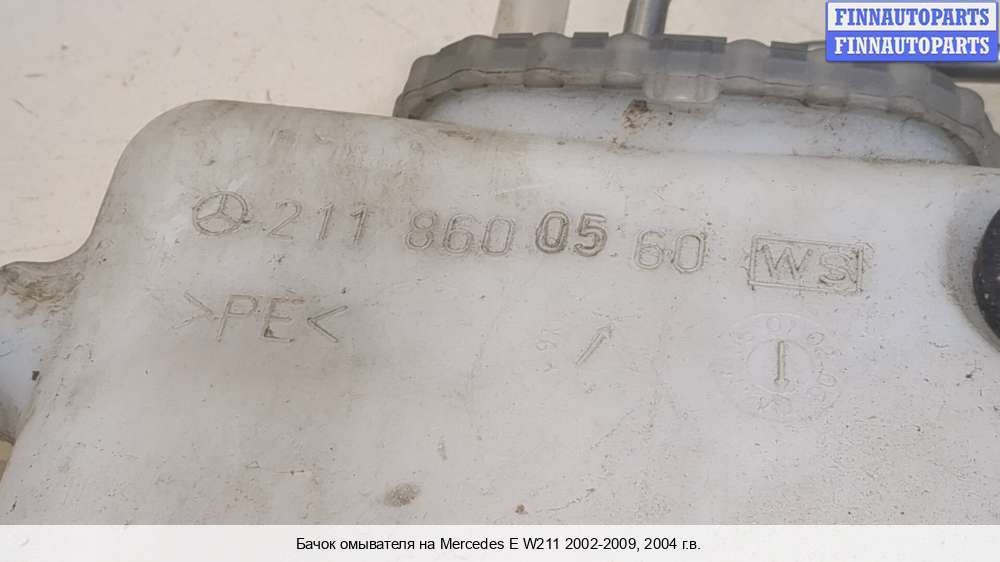 FINNAUTOPARTS
FINNAUTOPARTS
211 860 05 60 WS
>PE<
Бачок омывателя на Mercedes E W211 2002-2009, 2004 г.в.